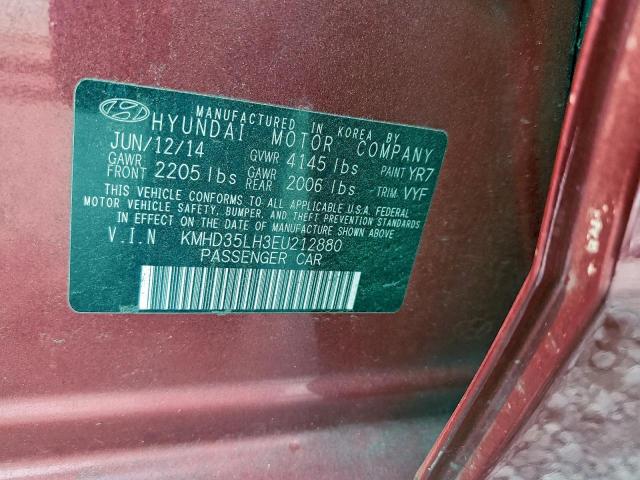 MANUFACTURED IN KOREA BY
HYUNDAI MOTOR COMPANY
JUN/12/14 GVWR 4145 lbs PAINT YR7
GAWR FRONT 2205 lbs GAWR REAR 2006 lbs TRIM: VYF
THIS VEHICLE CONFORMS TO ALL APPLICABLE U.S.A. FEDERAL
MOTOR VEHICLE SAFETY, BUMPER, AND THEFT PREVENTION STANDARDS
IN EFFECT ON THE DATE OF MANUFACTURE SHOWN ABOVE.
V.I.N KMHD35LH3EU212880
PASSENGER CAR